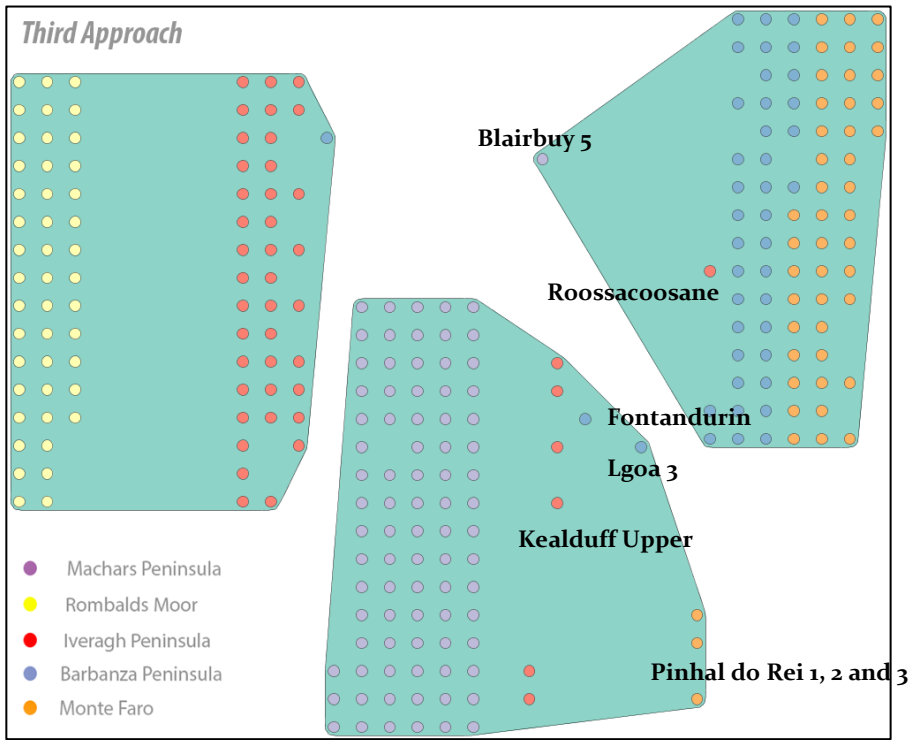 Third Approach
Blairbuy 5
Roossacoosane
Fontandurin
Lgoa 3
Kealduff Upper
Pinhal do Rei 1, 2 and 3
Machars Peninsula
Rombalds Moor
Iveragh Peninsula
Barbanza Peninsula
Monte Faro